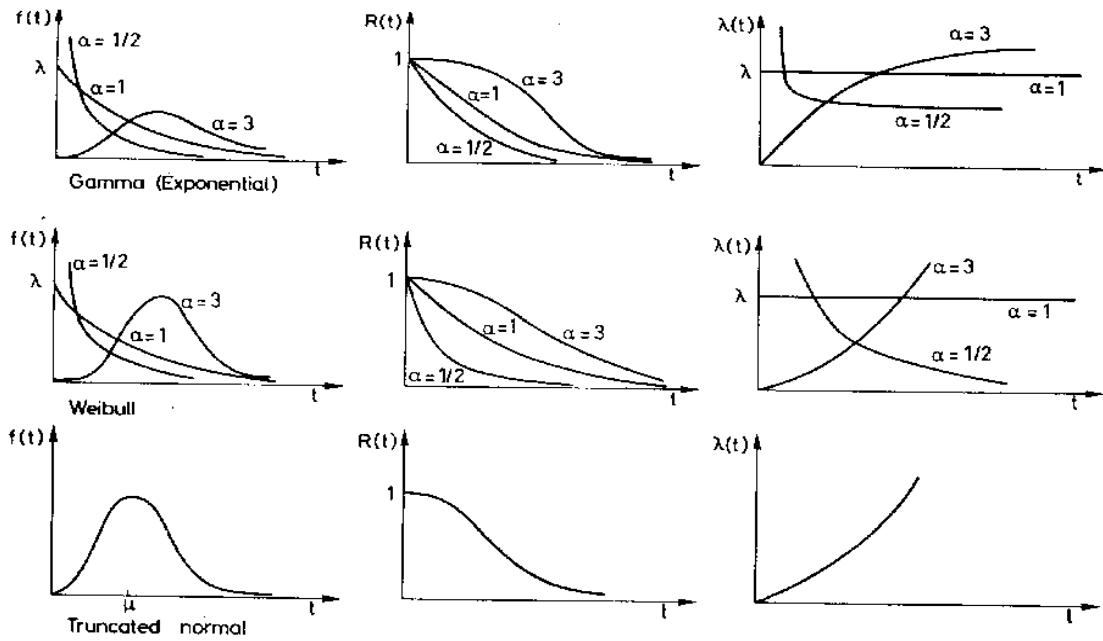 f(t)
α=1/2
λ
α=1
α=3
t
Gamma (Exponential)
R(t)
1
α=3
α=1
α=1/2
t
λ(t)
α=3
λ
α=1
α=1/2
t
f(t)
α=1/2
λ
α=3
α=1
t
Weibull
R(t)
1
α=1
α=3
α=1/2
t
λ(t)
α=3
λ
α=1
α=1/2
t
f(t)
μ
t
Truncated normal
R(t)
1
t
λ(t)
t